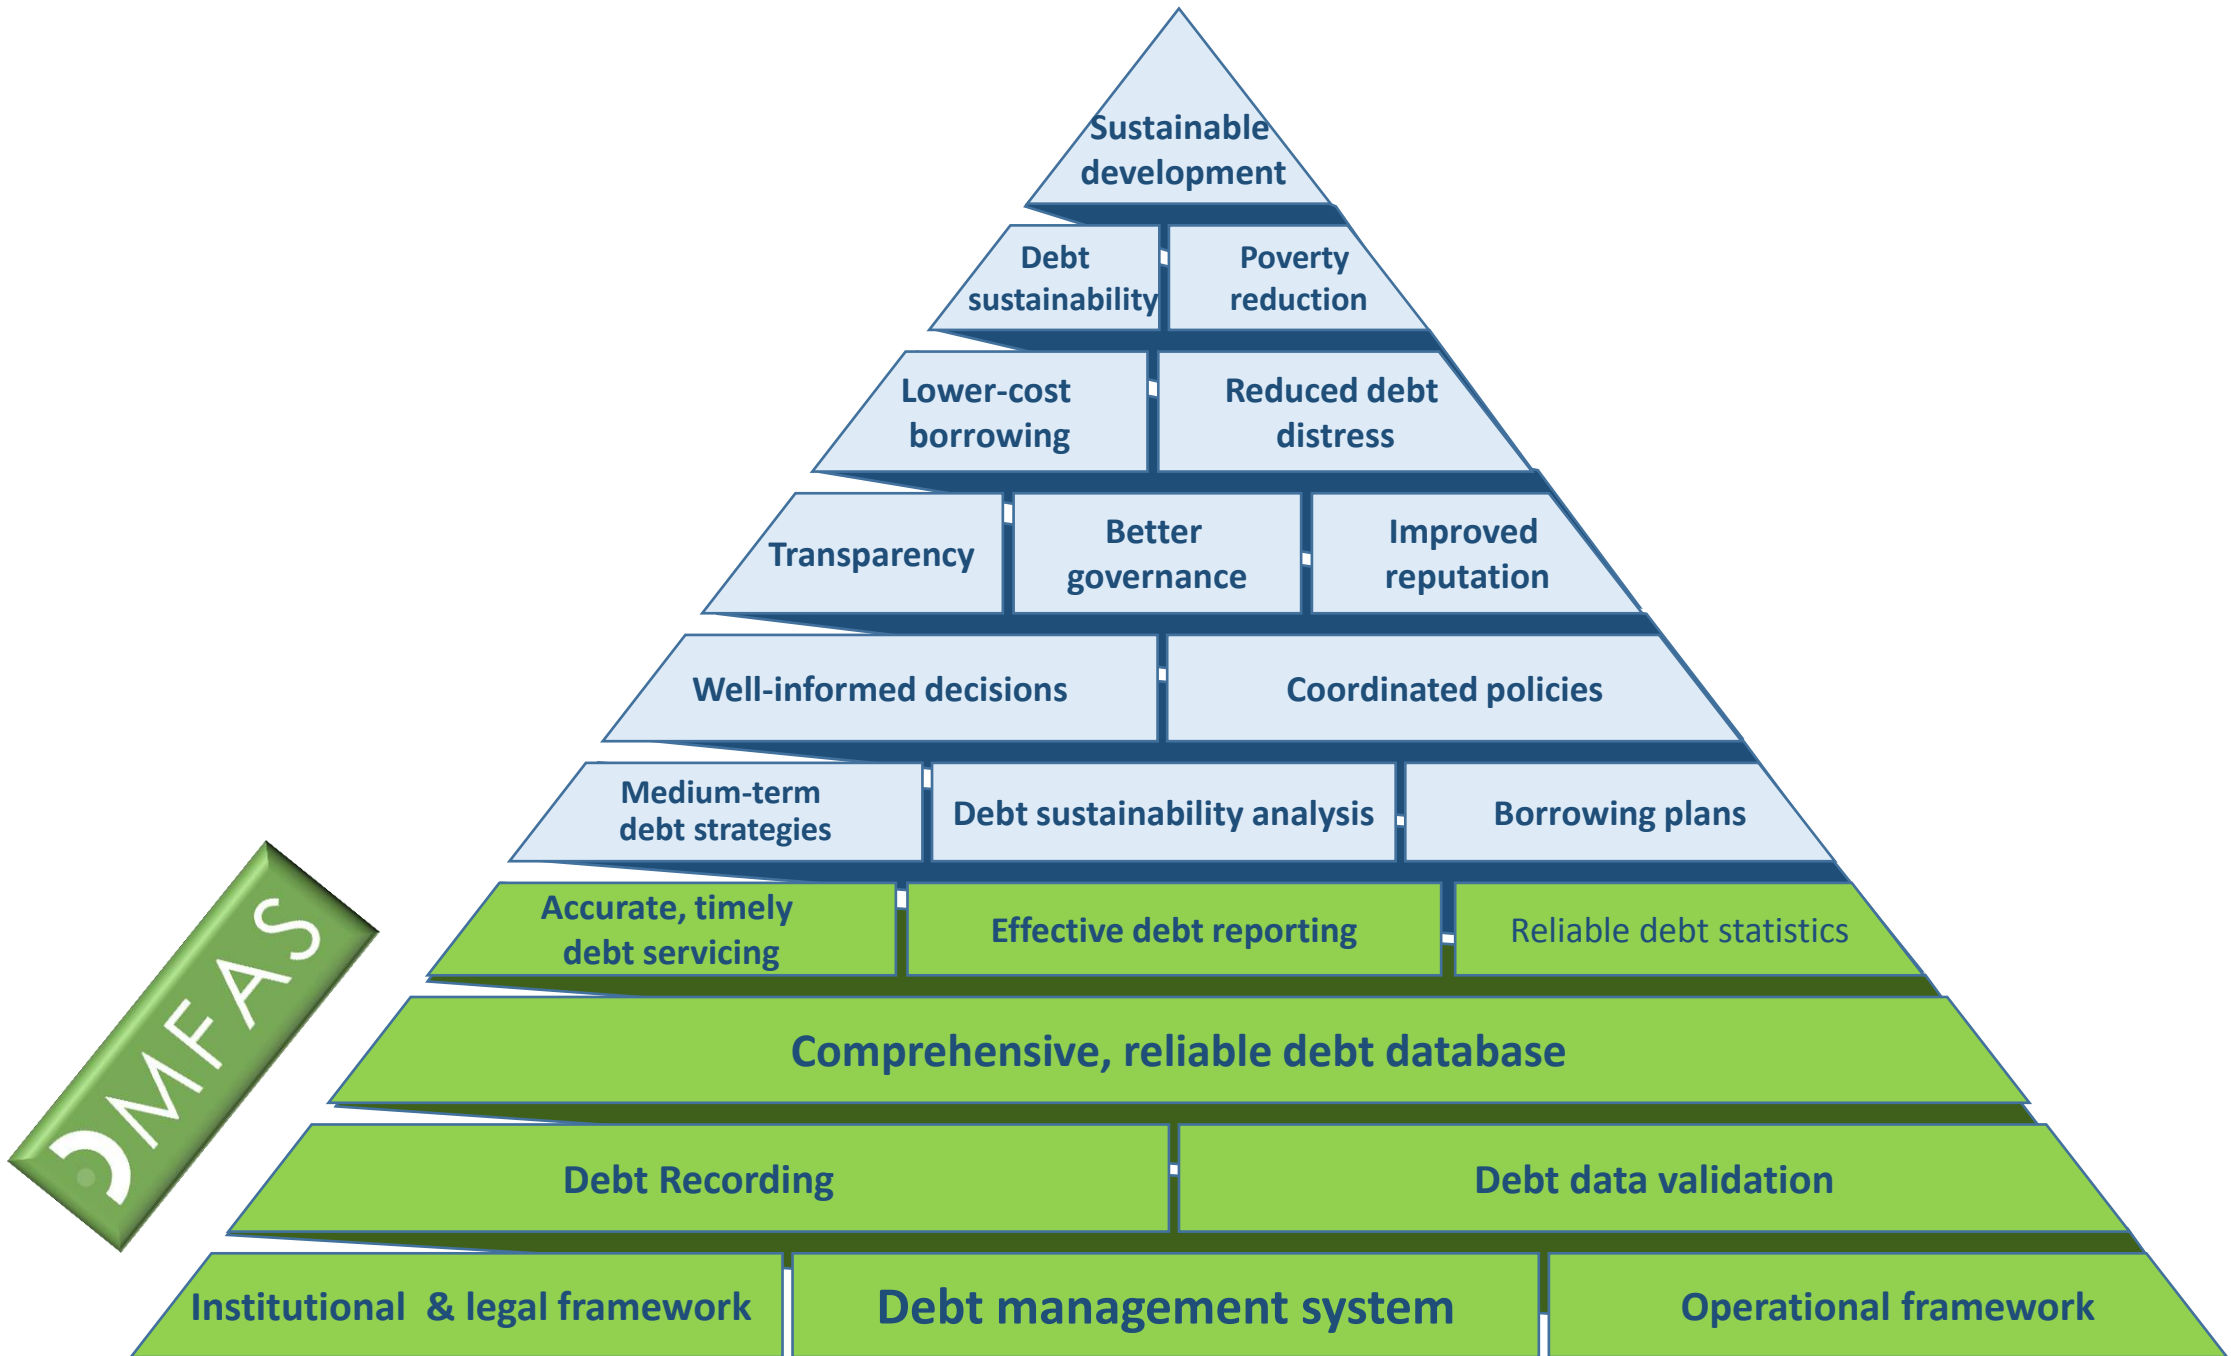 Sustainable
development
Debt
sustainability
Poverty
reduction
Lower-cost
borrowing
Reduced debt
distress
Transparency
Better
governance
Improved
reputation
Well-informed decisions
Coordinated policies
Medium-term
debt strategies
Debt sustainability analysis
Borrowing plans
Accurate, timely
debt servicing
Effective debt reporting
Reliable debt statistics
Comprehensive, reliable debt database
Debt Recording
Debt data validation
Institutional & legal framework
Debt management system
Operational framework
DMFAS